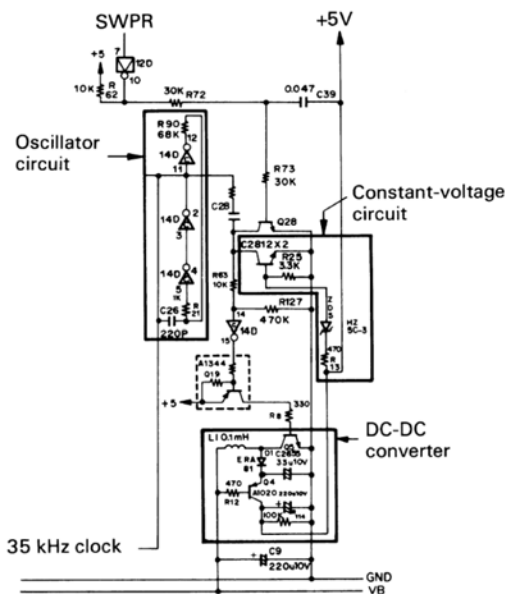 SWPR
+5V
7
12D
10
+5
10K
R
62
30K
R72
0.047
C39
Oscillator
circuit
R90
68K
12
14D
11
14D
2
3
14D
4
5
1K
R
21
C26
220P
C28
R73
30K
Q28
Constant-voltage
circuit
C2812X2
R25
3.3K
R63
10K
R127
470K
14
14D
15
Z
D
5
HZ
5C-3
470
R
13
A1344
Q19
+5
330
R8
DC-DC
converter
L1 0.1mH
Q5
C2655
33u10V
ERA
81
D1
Q4
A1020
220u10V
470
R12
100K
R114
35 kHz clock
+
C9
220u10V
GND
VB